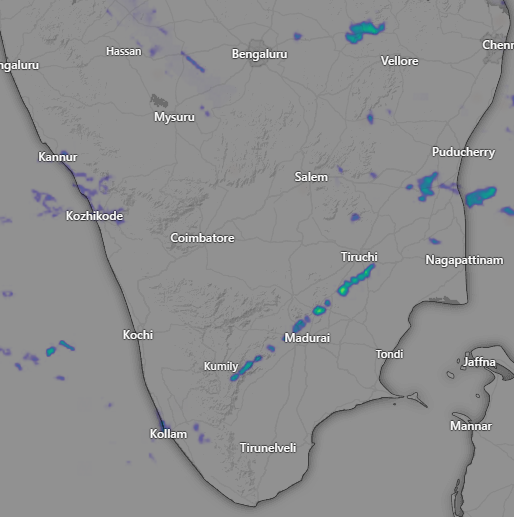 Hassan
Bengaluru
Chenn
ngaluru
Vellore
Mysuru
Kannur
Puducherry
Salem
Kozhikode
Coimbatore
Tiruchi
Nagapattinam
Kochi
Madurai
Tondi
Kumily
Jaffna
Mannar
Kollam
Tirunelveli